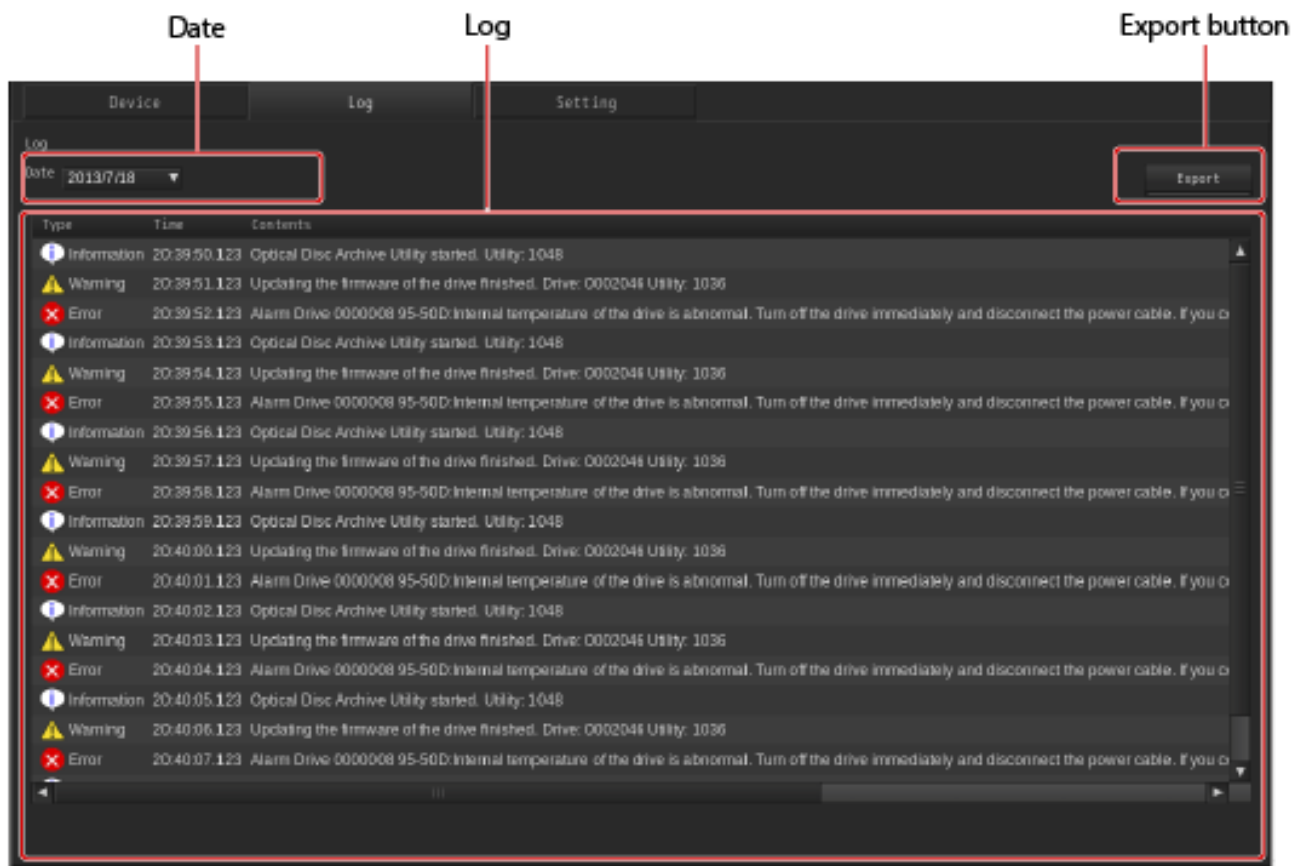 Date Log Export button
Device Log Setting
Log
Date 2013/7/18
Export
Type Time Contents
Information 20:39:50.123 Optical Disc Archive Utility started. Utility: 1048
Warning 20:39:51.123 Updating the firmware of the drive finished. Drive: 0002046 Utility: 1036
Error 20:39:52.123 Alarm Drive 0000008 95-50D:Internal temperature of the drive is abnormal. Turn off the drive immediately and disconnect the power cable. If you
Information 20:39:53.123 Optical Disc Archive Utility started. Utility: 1048
Warning 20:39:54.123 Updating the firmware of the drive finished. Drive: 0002046 Utility: 1036
Error 20:39:55.123 Alarm Drive 0000008 95-50D:Internal temperature of the drive is abnormal. Turn off the drive immediately and disconnect the power cable. If you
Information 20:39:56.123 Optical Disc Archive Utility started. Utility: 1048
Warning 20:39:57.123 Updating the firmware of the drive finished. Drive: 0002046 Utility: 1036
Error 20:39:58.123 Alarm Drive 0000008 95-50D:Internal temperature of the drive is abnormal. Turn off the drive immediately and disconnect the power cable. If you
Information 20:39:59.123 Optical Disc Archive Utility started. Utility: 1048
Warning 20:40:00.123 Updating the firmware of the drive finished. Drive: 0002046 Utility: 1036
Error 20:40:01.123 Alarm Drive 0000008 95-50D:Internal temperature of the drive is abnormal. Turn off the drive immediately and disconnect the power cable. If you
Information 20:40:02.123 Optical Disc Archive Utility started. Utility: 1048
Warning 20:40:03.123 Updating the firmware of the drive finished. Drive: 0002046 Utility: 1036
Error 20:40:04.123 Alarm Drive 0000008 95-50D:Internal temperature of the drive is abnormal. Turn off the drive immediately and disconnect the power cable. If you
Information 20:40:05.123 Optical Disc Archive Utility started. Utility: 1048
Warning 20:40:06.123 Updating the firmware of the drive finished. Drive: 0002046 Utility: 1036
Error 20:40:07.123 Alarm Drive 0000008 95-50D:Internal temperature of the drive is abnormal. Turn off the drive immediately and disconnect the power cable. If you